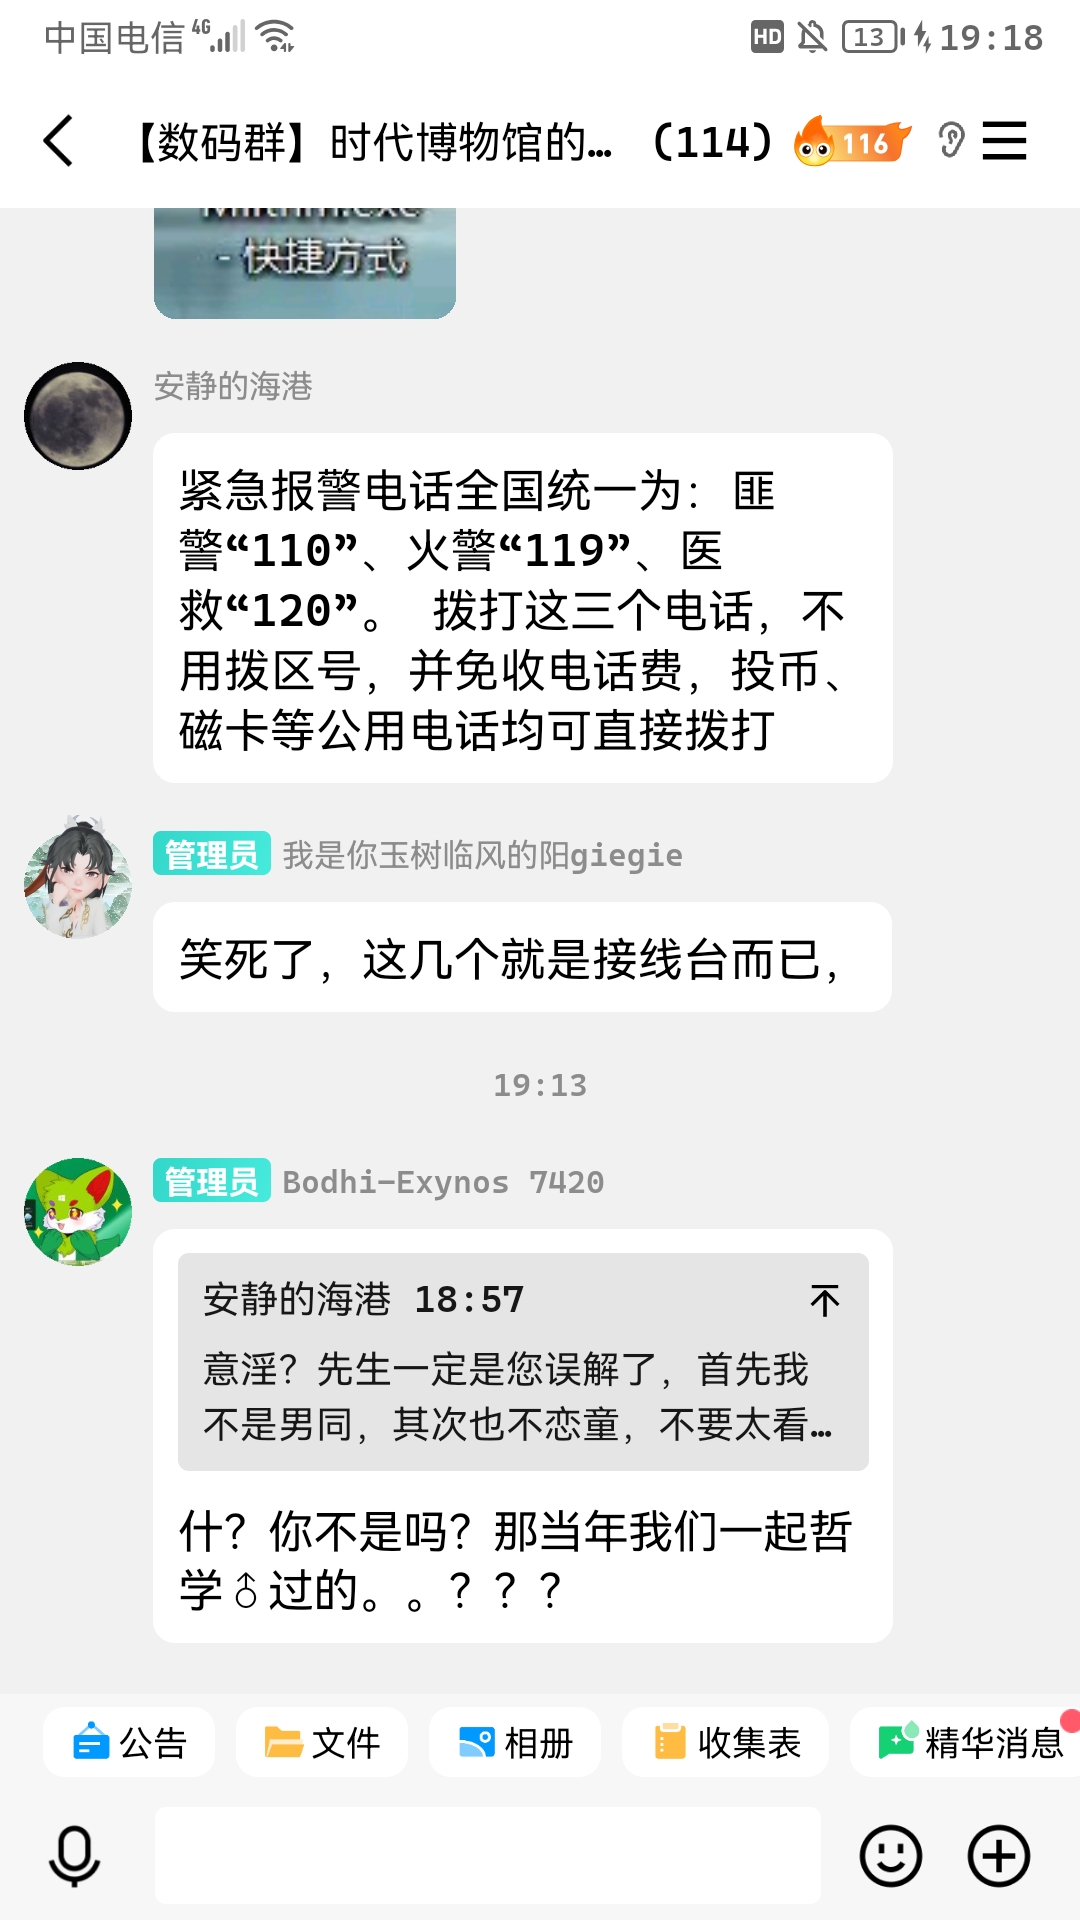 中国电信 4G HD 13 19:18
【数码群】时代博物馆的... (114) 116
- 快捷方式
安静的海港
紧急报警电话全国统一为：匪
警“110”、火警“119”、医
救“120”。 拨打这三个电话，不
用拨区号，并免收电话费，投币、
磁卡等公用电话均可直接拨打
管理员 我是你玉树临风的阳giegie
笑死了，这几个就是接线台而已，
19:13
管理员 Bodhi-Exynos 7420
安静的海港 18:57
意淫？先生一定是您误解了，首先我
不是男同，其次也不恋童，不要太看...
什？你不是吗？那当年我们一起哲
学♂过的。。？？？
公告 文件 相册 收集表 精华消息